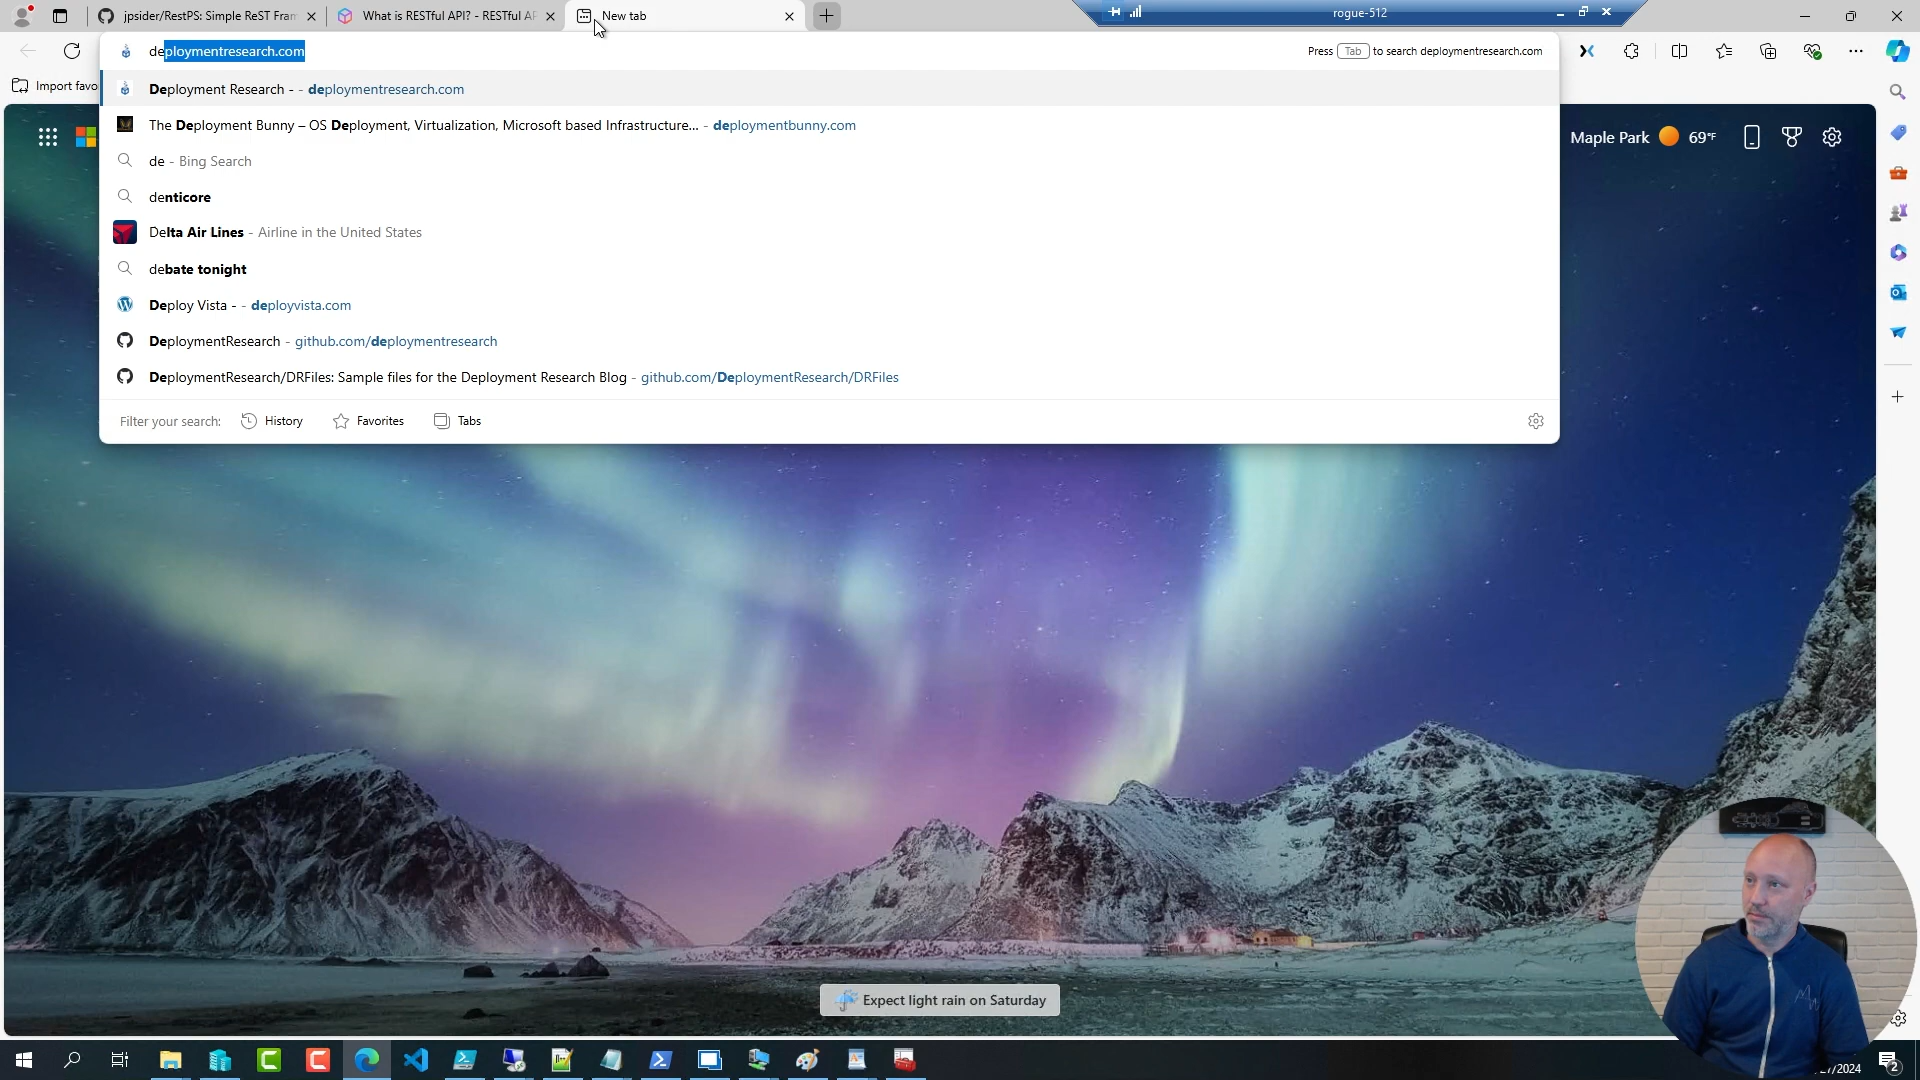 jpsider/RestPS: Simple ReST Fram
What is RESTful API? - RESTful AP
New tab
rogue-512
deploymentresearch.com
Press Tab to search deploymentresearch.com
Import favo
Deployment Research - - deploymentresearch.com
The Deployment Bunny – OS Deployment, Virtualization, Microsoft based Infrastructure... - deploymentbunny.com
de - Bing Search
denticore
Delta Air Lines - Airline in the United States
debate tonight
Deploy Vista - - deployvista.com
DeploymentResearch - github.com/deploymentresearch
DeploymentResearch/DRFiles: Sample files for the Deployment Research Blog - github.com/DeploymentResearch/DRFiles
Filter your search: History Favorites Tabs
Maple Park 69°F
Expect light rain on Saturday
27/2024
2